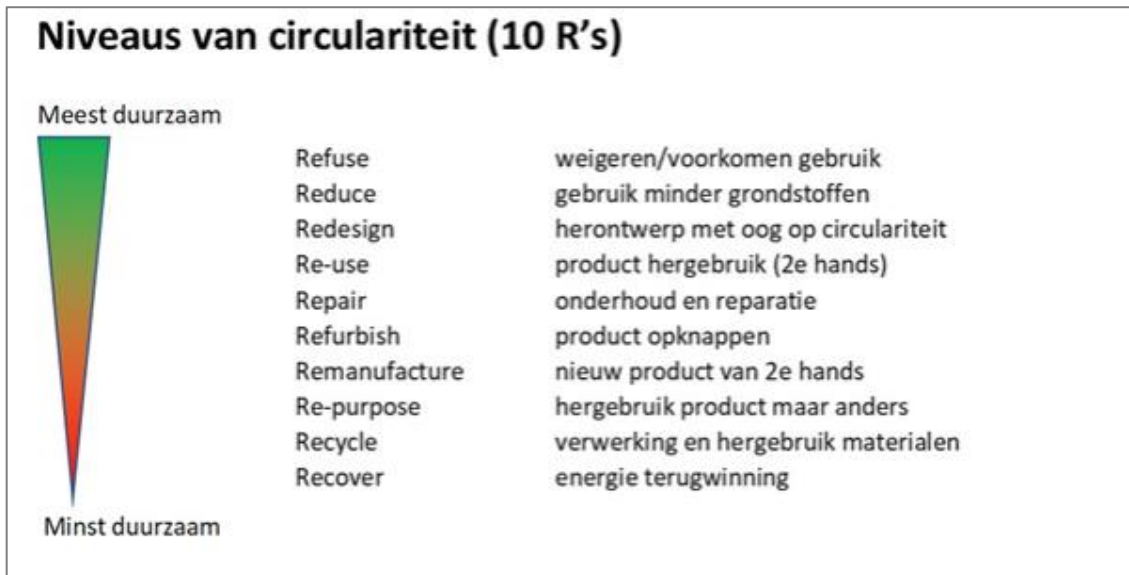 Niveaus van circulariteit (10 R’s)
Meest duurzaam
Refuse weigeren/voorkomen gebruik
Reduce gebruik minder grondstoffen
Redesign herontwerp met oog op circulariteit
Re-use product hergebruik (2e hands)
Repair onderhoud en reparatie
Refurbish product opknappen
Remanufacture nieuw product van 2e hands
Re-purpose hergebruik product maar anders
Recycle verwerking en hergebruik materialen
Recover energie terugwinning
Minst duurzaam